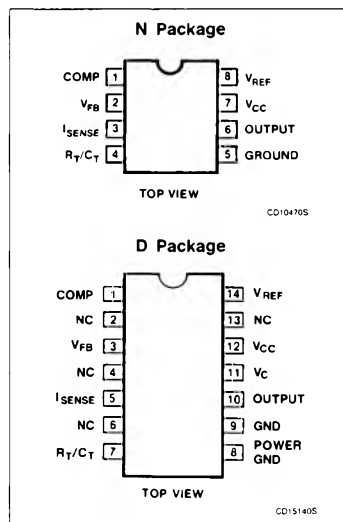 N Package
COMP 1 8 VREF
VFB 2 7 VCC
ISENSE 3 6 OUTPUT
RT/CT 4 5 GROUND
TOP VIEW
CD10470S
D Package
COMP 1 14 VREF
NC 2 13 NC
VFB 3 12 VCC
NC 4 11 VC
ISENSE 5 10 OUTPUT
NC 6 9 GND
RT/CT 7 8 POWER
GND
TOP VIEW
CD15140S